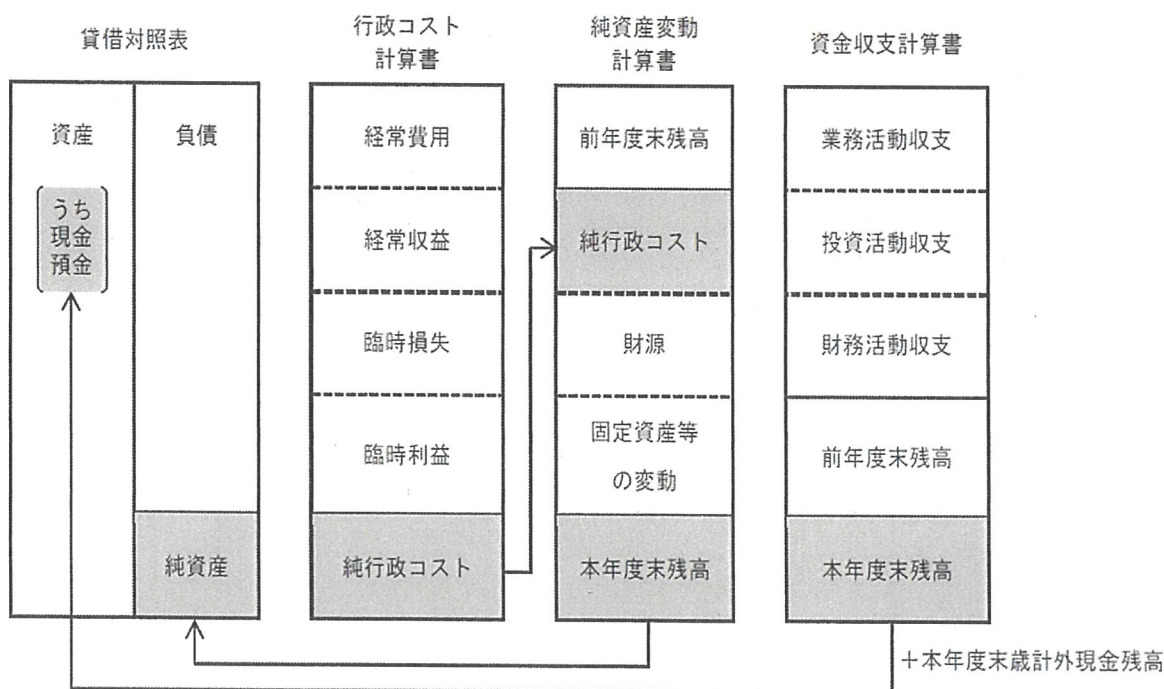 貸借対照表
資産
うち
現金
預金
負債
純資産
行政コスト
計算書
経常費用
経常収益
臨時損失
臨時利益
純行政コスト
純資産変動
計算書
前年度末残高
純行政コスト
財源
固定資産等
の変動
本年度末残高
資金収支計算書
業務活動収支
投資活動収支
財務活動収支
前年度末残高
本年度末残高
＋本年度末歳計外現金残高